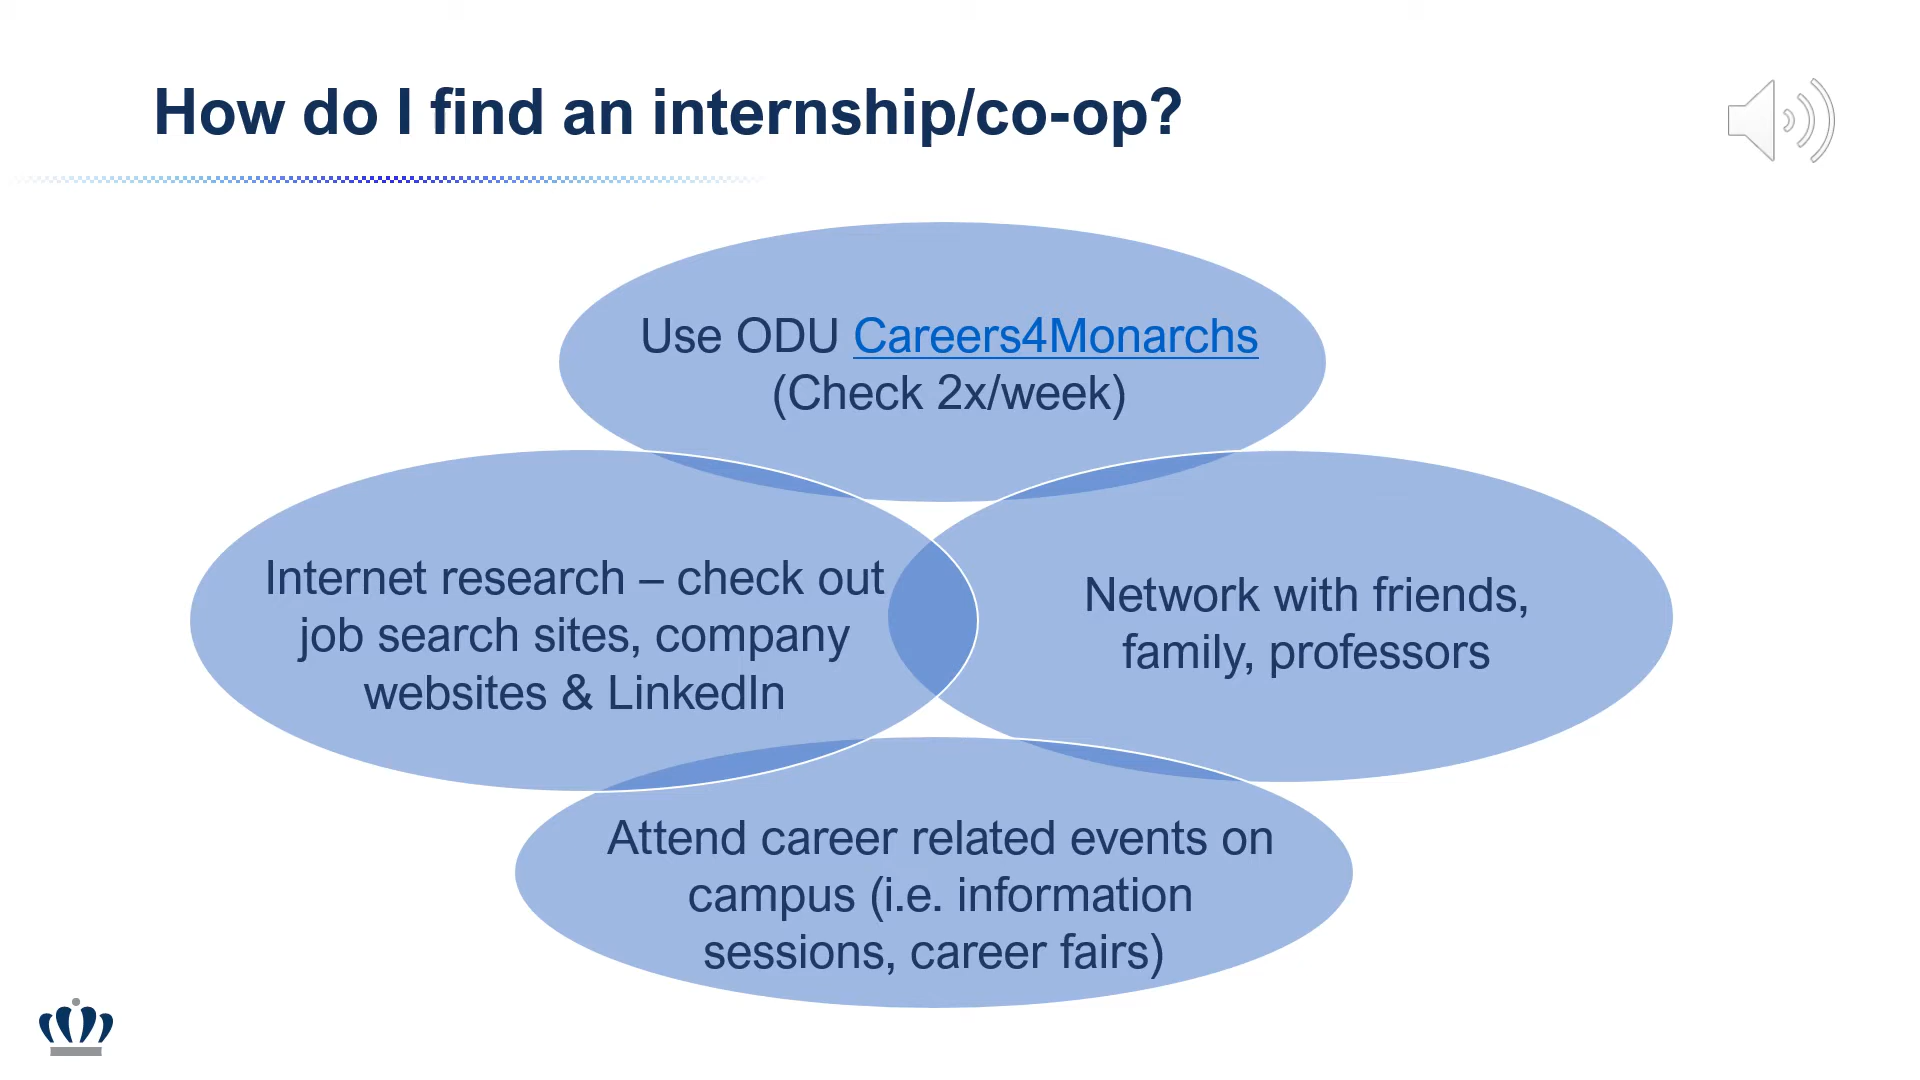 How do I find an internship/co-op?
Use ODU Careers4Monarchs
(Check 2x/week)
Internet research – check out
job search sites, company
websites & LinkedIn
Network with friends,
family, professors
Attend career related events on
campus (i.e. information
sessions, career fairs)